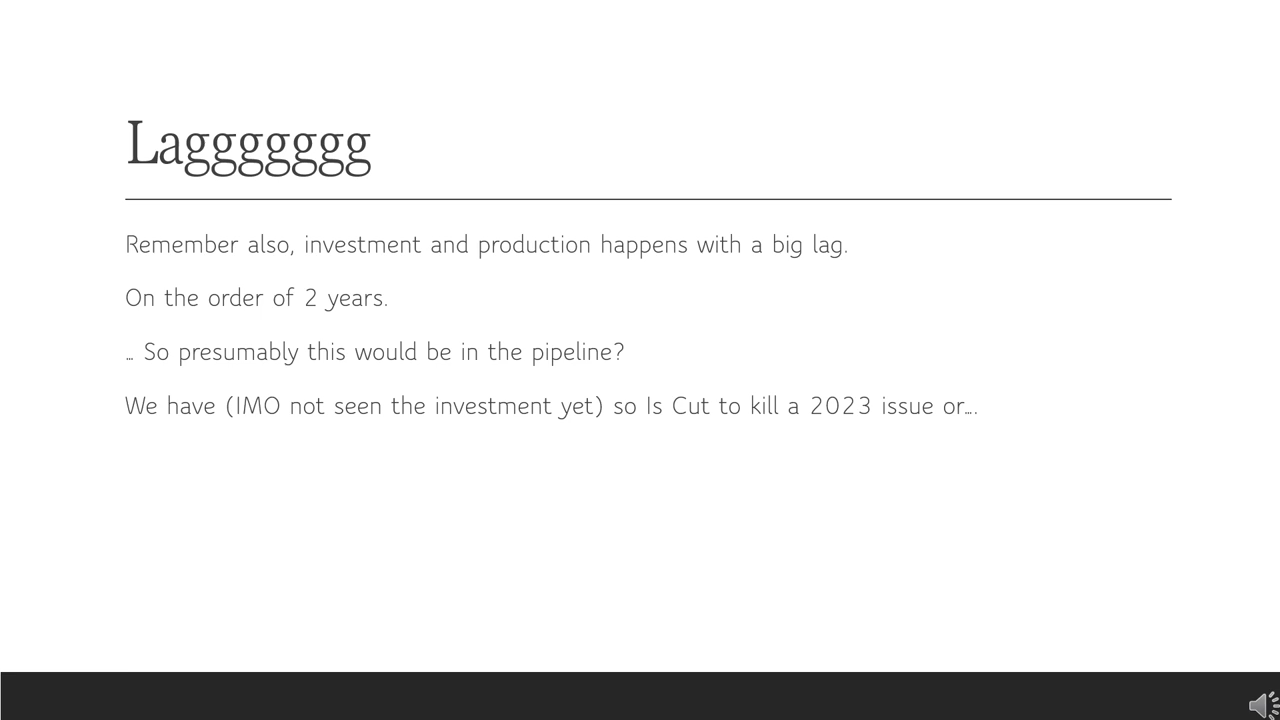 Laggggggg
Remember also, investment and production happens with a big lag.
On the order of 2 years.
… So presumably this would be in the pipeline?
We have (IMO not seen the investment yet) so Is Cut to kill a 2023 issue or….